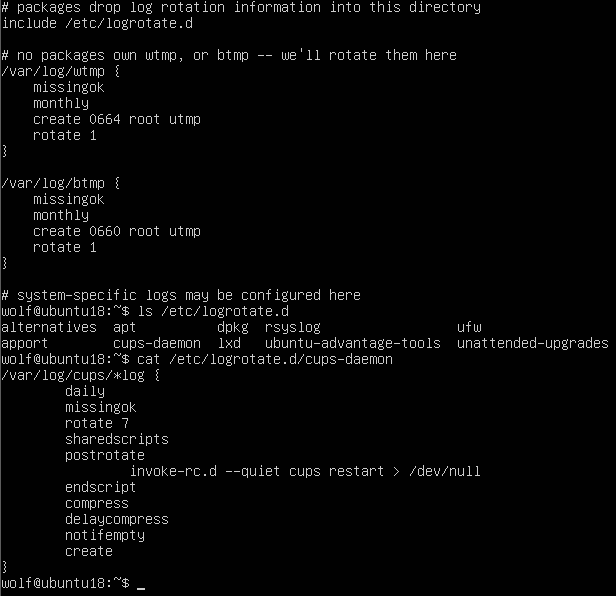 # packages drop log rotation information into this directory
include /etc/logrotate.d

# no packages own wtmp, or btmp -- we'll rotate them here
/var/log/wtmp {
    missingok
    monthly
    create 0664 root utmp
    rotate 1
}

/var/log/btmp {
    missingok
    monthly
    create 0660 root utmp
    rotate 1
}

# system-specific logs may be configured here
wolf@ubuntu18:~$ ls /etc/logrotate.d
alternatives  apt          dpkg  rsyslog                 ufw
apport        cups-daemon  lxd   ubuntu-advantage-tools  unattended-upgrades
wolf@ubuntu18:~$ cat /etc/logrotate.d/cups-daemon
/var/log/cups/*log {
        daily
        missingok
        rotate 7
        sharedscripts
        postrotate
                invoke-rc.d --quiet cups restart > /dev/null
        endscript
        compress
        delaycompress
        notifempty
        create
}
wolf@ubuntu18:~$ _